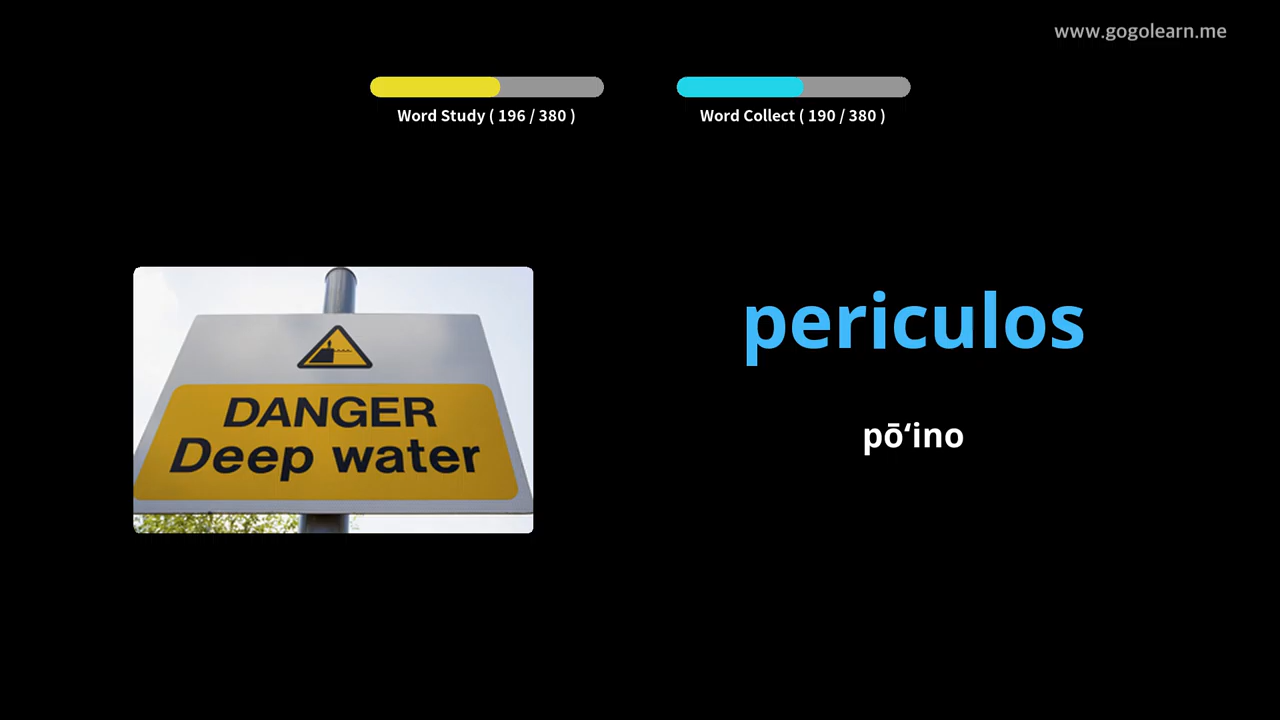 www.gogolearn.me
Word Study ( 196 / 380 )
Word Collect ( 190 / 380 )
DANGER
Deep water
periculos
pōʻino